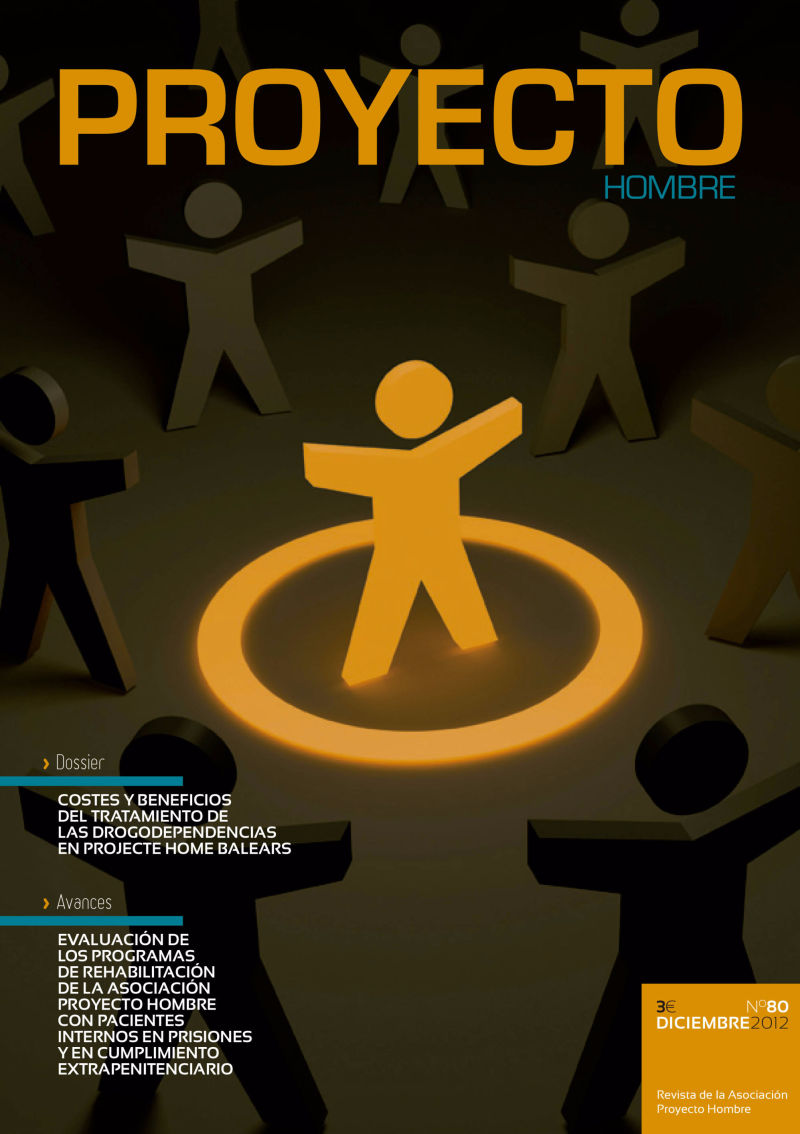 PROYECTO
HOMBRE
› Dossier
COSTES Y BENEFICIOS
DEL TRATAMIENTO DE
LAS DROGODEPENDENCIAS
EN PROJECTE HOME BALEARS
› Avances
EVALUACIÓN DE
LOS PROGRAMAS
DE REHABILITACIÓN
DE LA ASOCIACIÓN
PROYECTO HOMBRE
CON PACIENTES
INTERNOS EN PRISIONES
Y EN CUMPLIMIENTO
EXTRAPENITENCIARIO
3€ Nº80
DICIEMBRE2012
Revista de la Asociación
Proyecto Hombre